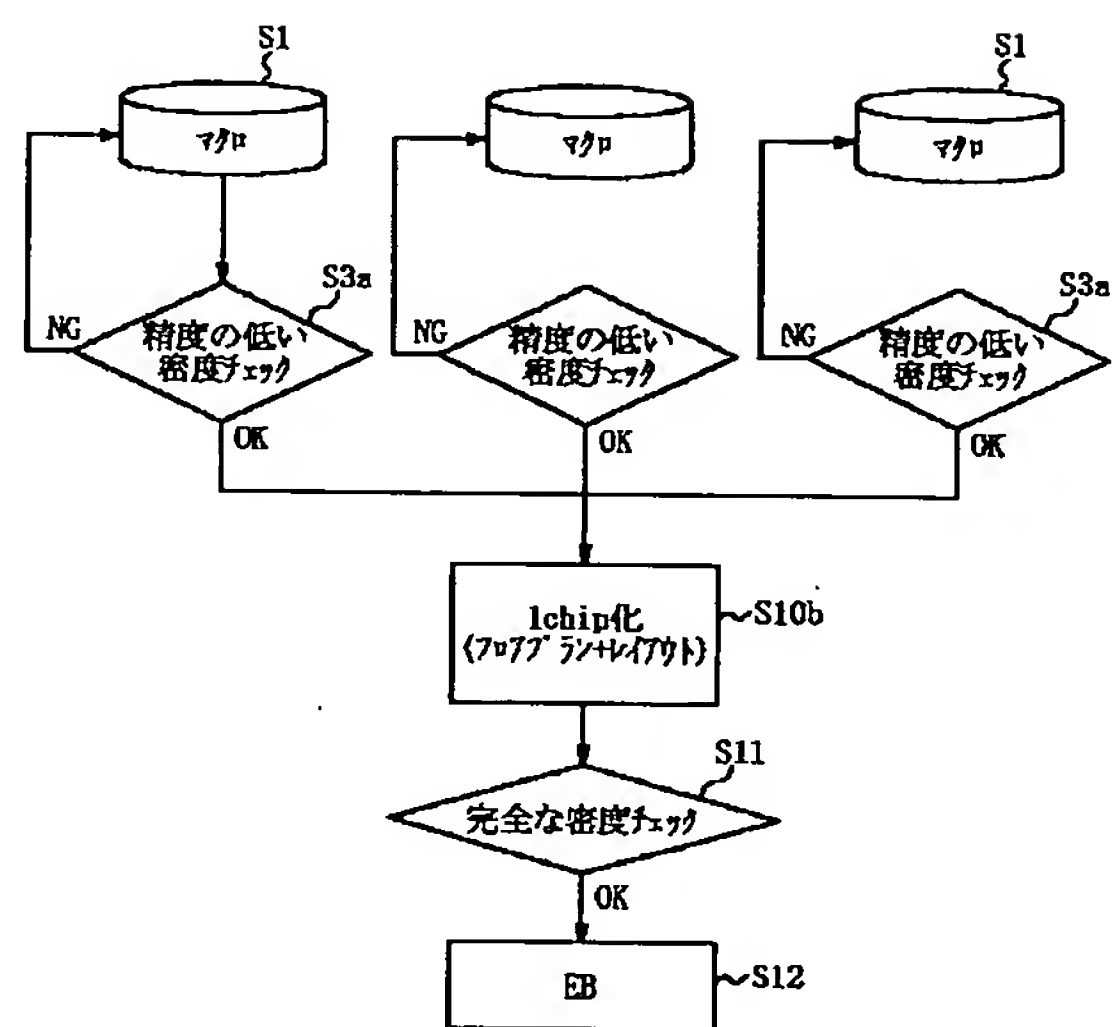 S1
S1
マクロ
マクロ
マクロ
S3a
S3a
NG
精度の低い
密度チェック
NG
精度の低い
密度チェック
NG
精度の低い
密度チェック
OK
OK
OK
1chip化
(フロアプラン+レイアウト)
S10b
S11
完全な密度チェック
OK
EB
S12